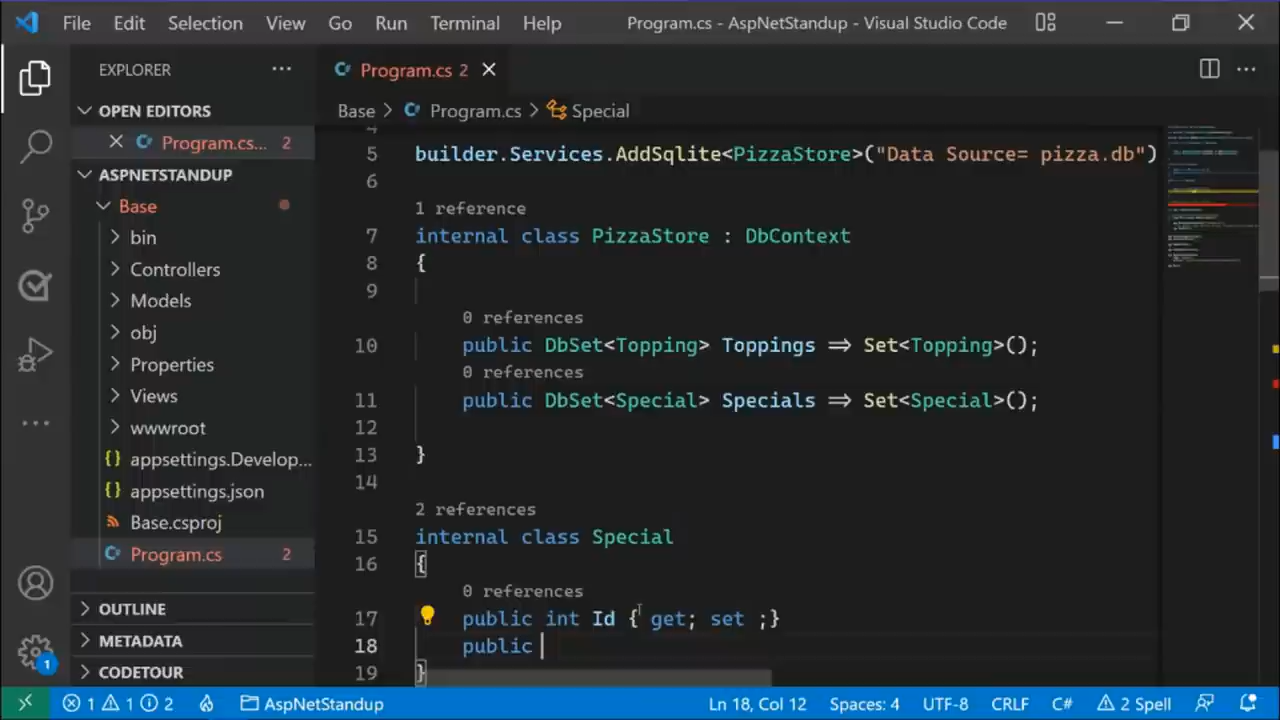 File Edit Selection View Go Run Terminal Help Program.cs - AspNetStandup - Visual Studio Code
EXPLORER
Program.cs 2
OPEN EDITORS
Program.cs... 2
ASPNETSTANDUP
Base
bin
Controllers
Models
obj
Properties
Views
wwwroot
appsettings.Develop...
appsettings.json
Base.csproj
Program.cs 2
OUTLINE
METADATA
CODETOUR
1
Base > Program.cs > Special
4
5 builder.Services.AddSqlite<PizzaStore>("Data Source= pizza.db")
6
1 reference
7 internal class PizzaStore : DbContext
8 {
9
0 references
10 public DbSet<Topping> Toppings => Set<Topping>();
0 references
11 public DbSet<Special> Specials => Set<Special>();
12
13 }
14
2 references
15 internal class Special
16 {
0 references
17 public int Id { get; set ;}
18 public
19 }
1 1 2 AspNetStandup Ln 18, Col 12 Spaces: 4 UTF-8 CRLF C# 2 Spell